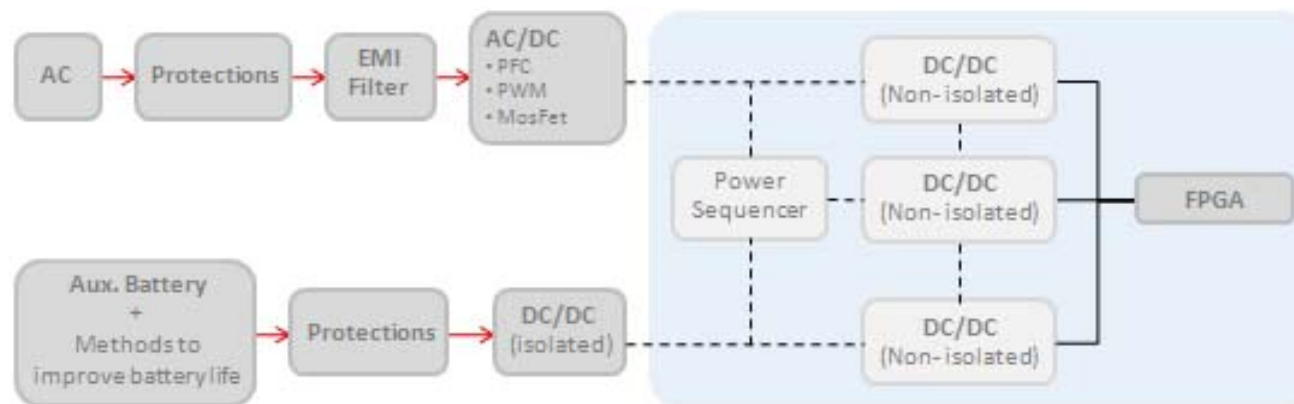 AC
Protections
EMI
Filter
AC/DC
• PFC
• PWM
• MosFet
DC/DC
(Non-isolated)
Power
Sequencer
DC/DC
(Non-isolated)
FPGA
Aux. Battery
+
Methods to
improve battery life
Protections
DC/DC
(isolated)
DC/DC
(Non-isolated)